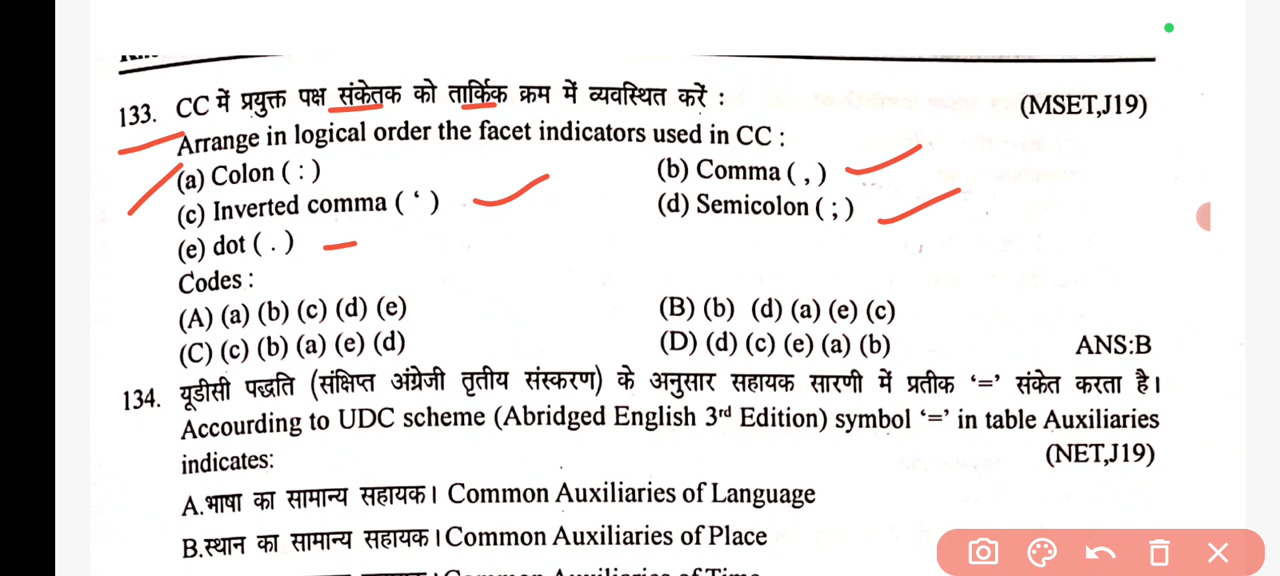 133. CC में प्रयुक्त पक्ष संकेतक को तार्किक क्रम में व्यवस्थित करें :
(MSET,J19)
Arrange in logical order the facet indicators used in CC :
(a) Colon ( : ) (b) Comma ( , )
(c) Inverted comma ( ‘ ) (d) Semicolon ( ; )
(e) dot ( . )
Codes :
(A) (a) (b) (c) (d) (e) (B) (b) (d) (a) (e) (c)
(C) (c) (b) (a) (e) (d) (D) (d) (c) (e) (a) (b) ANS:B
134. यूडीसी पद्धति (संक्षिप्त अंग्रेजी तृतीय संस्करण) के अनुसार सहायक सारणी में प्रतीक ‘=’ संकेत करता है।
Accourding to UDC scheme (Abridged English 3rd Edition) symbol ‘=’ in table Auxiliaries
indicates: (NET,J19)
A.भाषा का सामान्य सहायक। Common Auxiliaries of Language
B.स्थान का सामान्य सहायक। Common Auxiliaries of Place